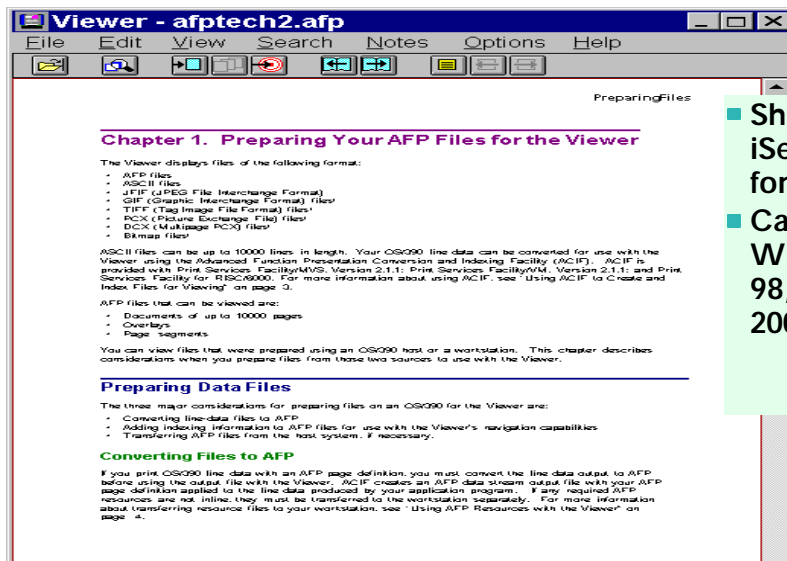 Viewer - afptech2.afp
File Edit View Search Notes Options Help
PreparingFiles
Chapter 1. Preparing Your AFP Files for the Viewer
The Viewer displays files of the following format:
• AFP files
• ASCII files
• JFIF (JPEG File Interchange Format)
• GIF (Graphic Interchange Format) files¹
• TIFF (Tag Image File Format) files¹
• PCX (Picture Exchange File) files¹
• DCX (Multipage PCX) files¹
• Bitmap files¹
ASCII files can be up to 10000 lines in length. Your OS/390 line data can be converted for use with the
Viewer using the Advanced Function Presentation Conversion and Indexing Facility (ACIF). ACIF is
provided with Print Services Facility/MVS, Version 2.1.1; Print Services Facility/VM, Version 2.1.1; and Print
Services Facility for RISC/6000. For more information about using ACIF, see "Using ACIF to Create and
Index Files for Viewing" on page 3.
AFP files that can be viewed are:
• Documents of up to 10000 pages
• Overlays
• Page segments
You can view files that were prepared using an OS/390 host or a workstation. This chapter describes
considerations when you prepare files from those two sources to use with the Viewer.
Preparing Data Files
The three major considerations for preparing files on an OS/390 for the Viewer are:
• Converting line-data files to AFP
• Adding indexing information to AFP files for use with the Viewer's navigation capabilities
• Transferring AFP files from the host system, if necessary.
Converting Files to AFP
If you print OS/390 line data with an AFP page definition, you must convert the line data output to AFP
before using the output file with the Viewer. ACIF creates an AFP data stream output file with your AFP
page definition applied to the line data produced by your application program. If any required AFP
resources are not inline, they must be transferred to the workstation separately. For more information
about transferring resource files to your workstation, see "Using AFP Resources with the Viewer" on
page 4.
Sh
iSe
for
Ca
W
98,
200